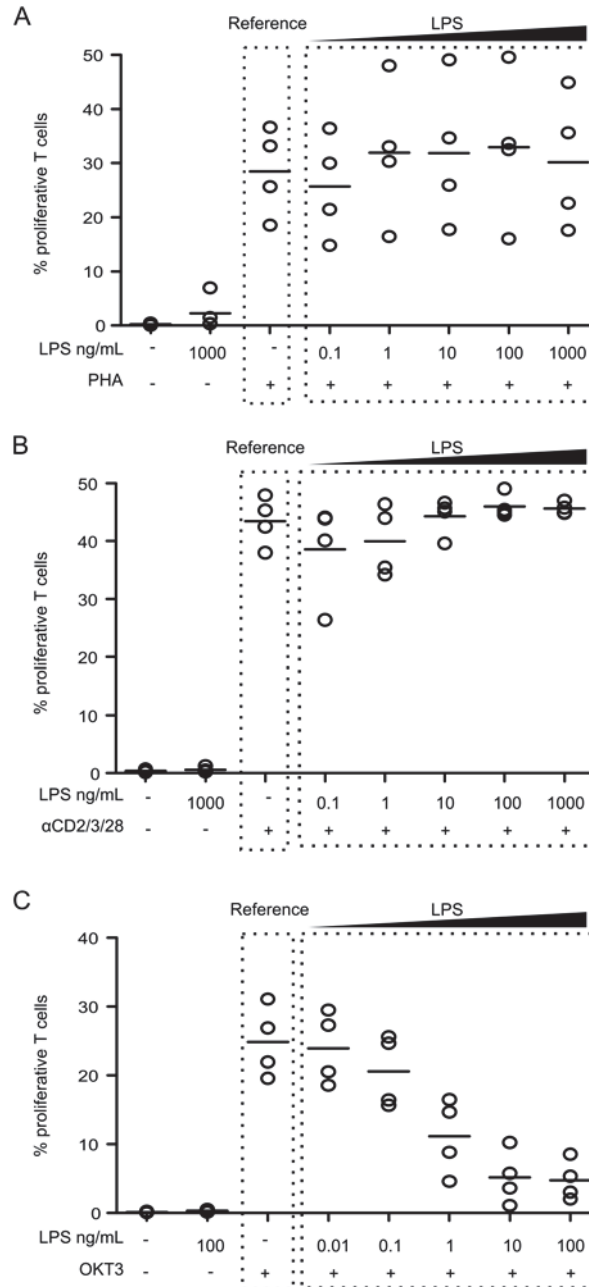 A
Reference LPS
50
40
30
20
10
0
% proliferative T cells
LPS ng/mL - 1000 - 0.1 1 10 100 1000
PHA - - + + + + + +
B
Reference LPS
50
40
30
20
10
0
% proliferative T cells
LPS ng/mL - 1000 - 0.1 1 10 100 1000
αCD2/3/28 - - + + + + + +
C
Reference LPS
40
30
20
10
0
% proliferative T cells
LPS ng/mL - 100 - 0.01 0.1 1 10 100
OKT3 - - + + + + + +